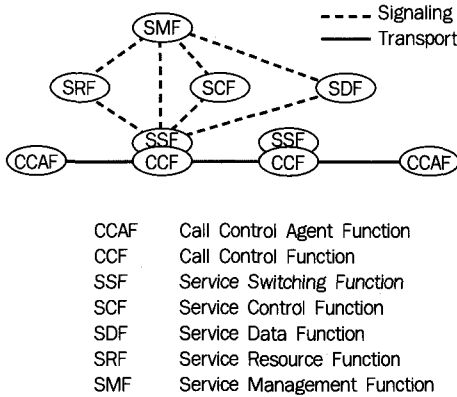 Signaling
Transport
SMF
SRF
SCF
SDF
SSF
SSF
CCAF
CCF
CCF
CCAF
CCAF Call Control Agent Function
CCF Call Control Function
SSF Service Switching Function
SCF Service Control Function
SDF Service Data Function
SRF Service Resource Function
SMF Service Management Function